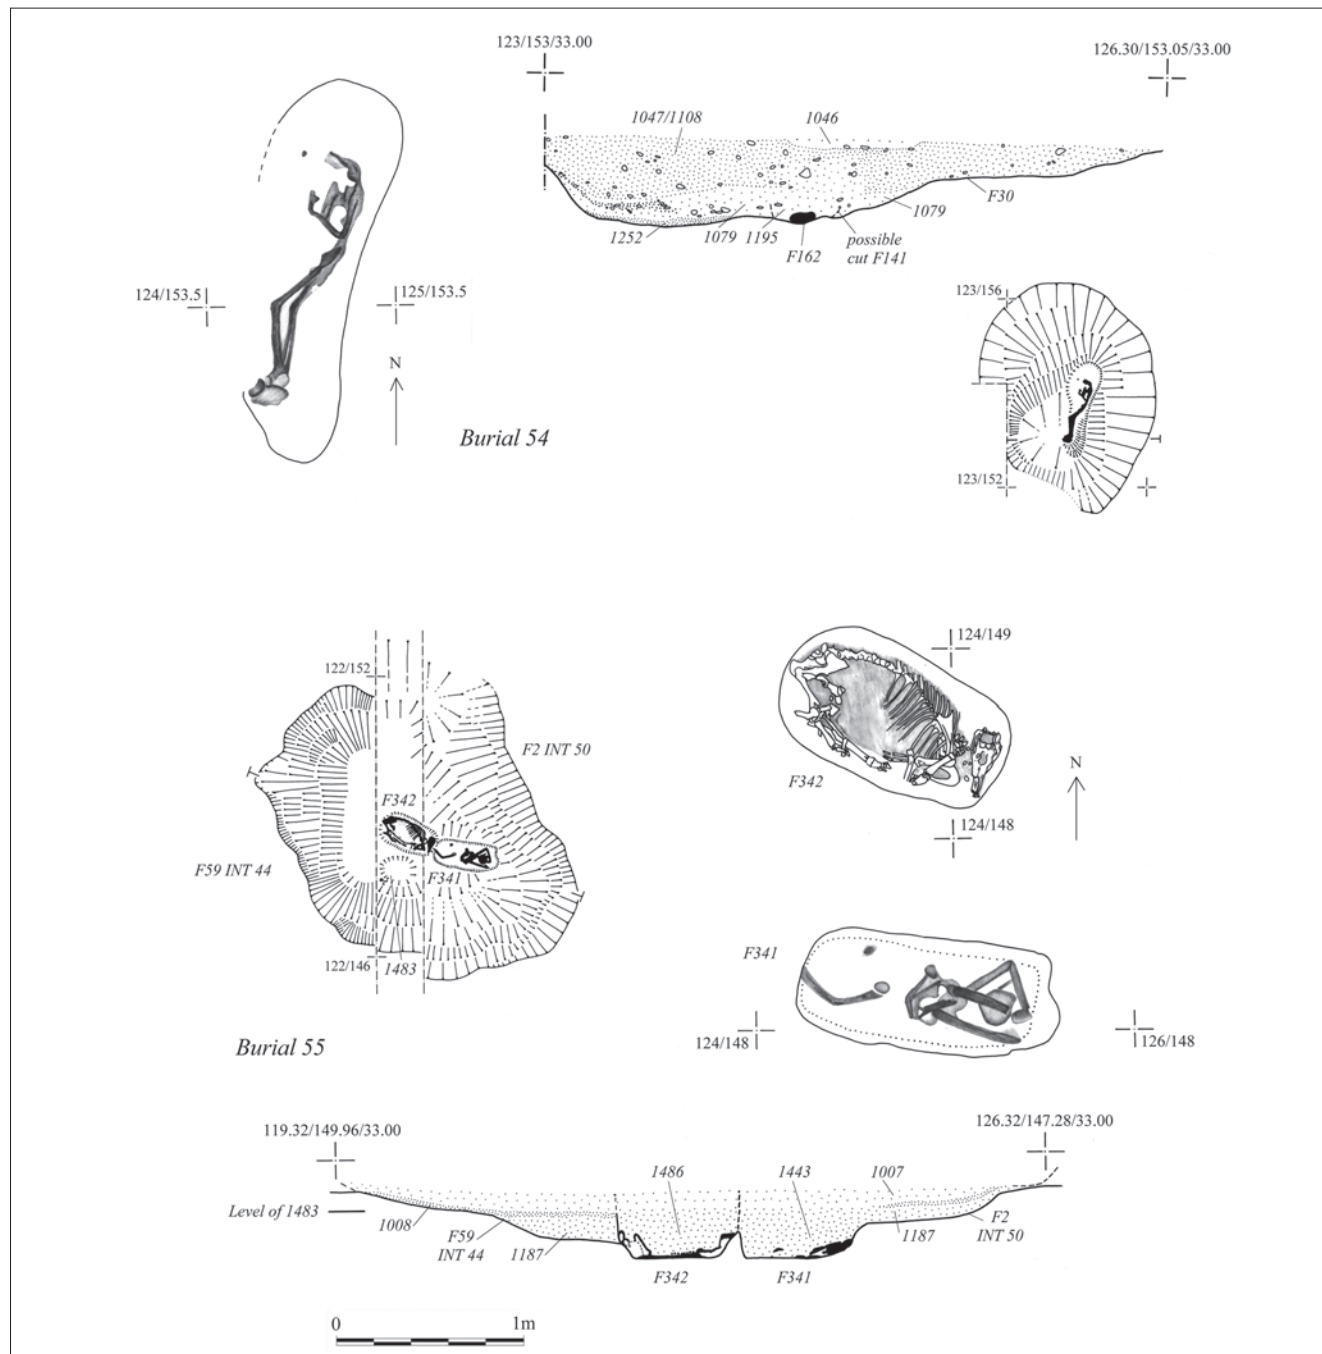 123/153/33.00
126.30/153.05/33.00
1047/1108
1046
F30
1079
1252
1079
1195
F162
possible
cut F141
124/153.5
125/153.5
N
Burial 54
123/156
123/152
122/152
F2 INT 50
F342
F59 INT 44
F341
122/146
1483
Burial 55
124/149
F342
N
124/148
F341
124/148
126/148
119.32/149.96/33.00
126.32/147.28/33.00
1486
1443
1007
Level of 1483
1008
F59
INT 44
1187
F342
F341
1187
F2
INT 50
0
1m